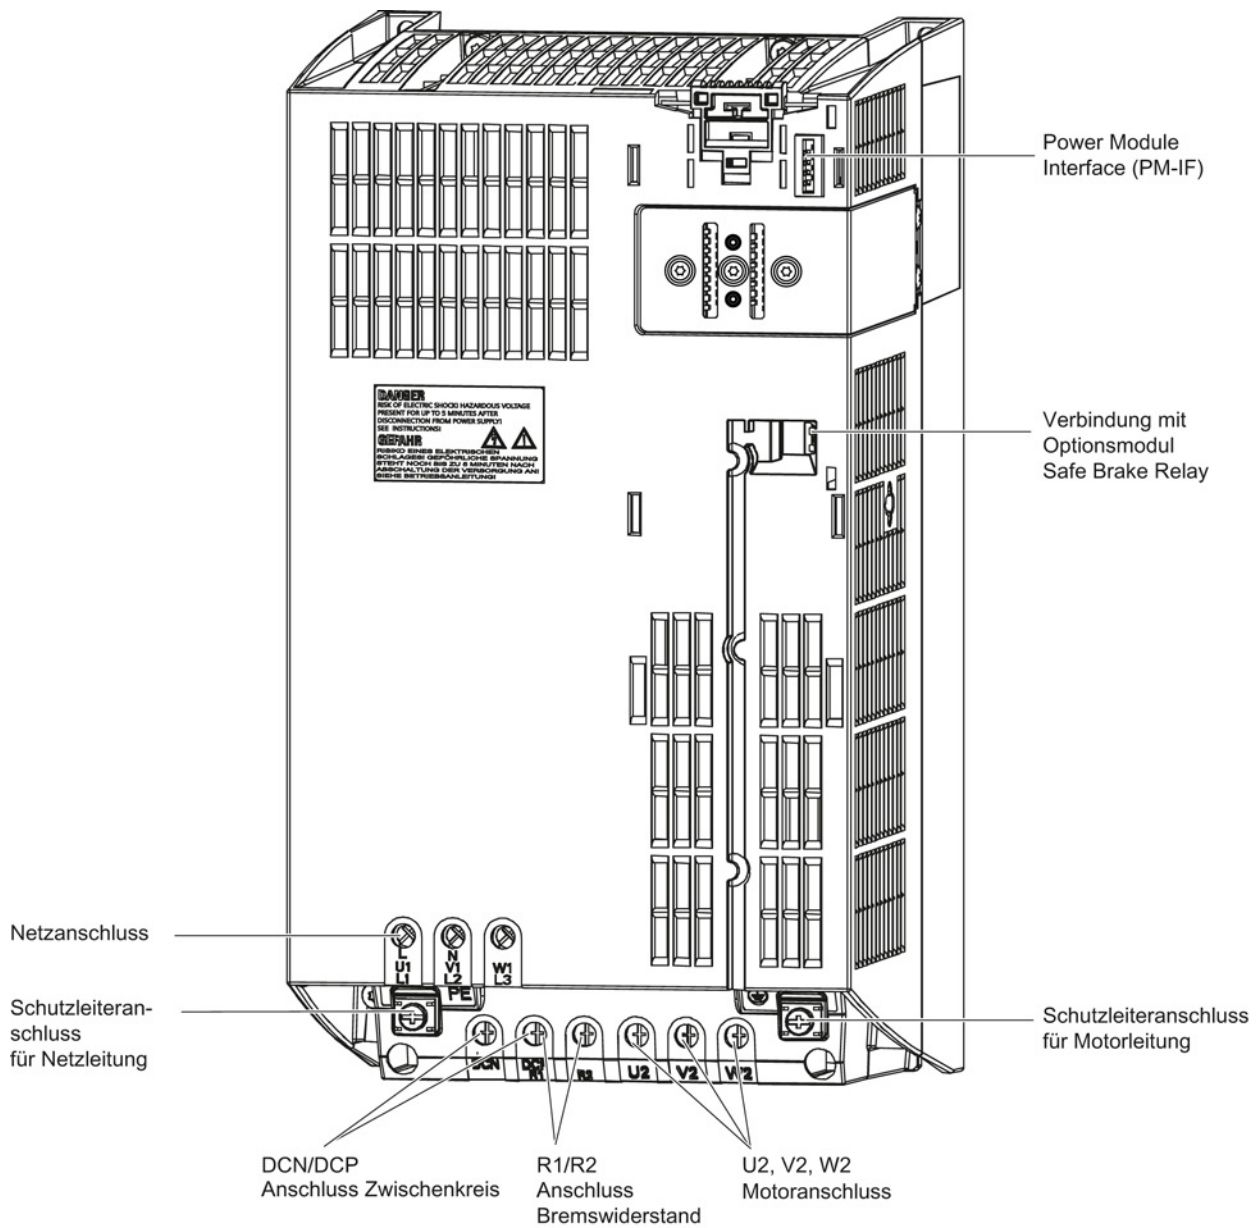 Power Module
Interface (PM-IF)
DANGER
RISK OF ELECTRIC SHOCK! HAZARDOUS VOLTAGE
PRESENT FOR UP TO 5 MINUTES AFTER
DISCONNECTION FROM POWER SUPPLY!
SEE INSTRUCTIONS!
GEFAHR
RISIKO EINES ELEKTRISCHEN
SCHLAGES! GEFÖHRLICHE SPANNUNG
STEHT NOCH BIS ZU 5 MINUTEN NACH
ABSCHALTUNG DER VERSORGUNG AN!
SIEHE BETRIEBSANLEITUNG!
Verbindung mit
Optionsmodul
Safe Brake Relay
Netzanschluss
L N
U1 V1 W1
L1 L2 L3
PE
Schutzleiteran-
schluss
für Netzleitung
Schutzleiteranschluss
für Motorleitung
DCN R1 R2 U2 V2 W2
DCN/DCP
Anschluss Zwischenkreis
R1/R2
Anschluss
Bremswiderstand
U2, V2, W2
Motoranschluss